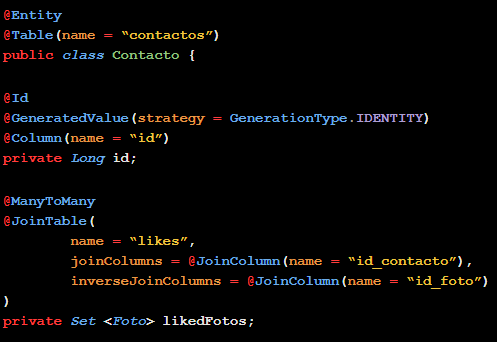 @Entity
@Table(name = “contactos”)
public class Contacto {
@Id
@GeneratedValue(strategy = GenerationType.IDENTITY)
@Column(name = “id”)
private Long id;
@ManyToMany
@JoinTable(
name = “likes”,
joinColumns = @JoinColumn(name = “id_contacto”),
inverseJoinColumns = @JoinColumn(name = “id_foto”)
)
private Set <Foto> likedFotos;